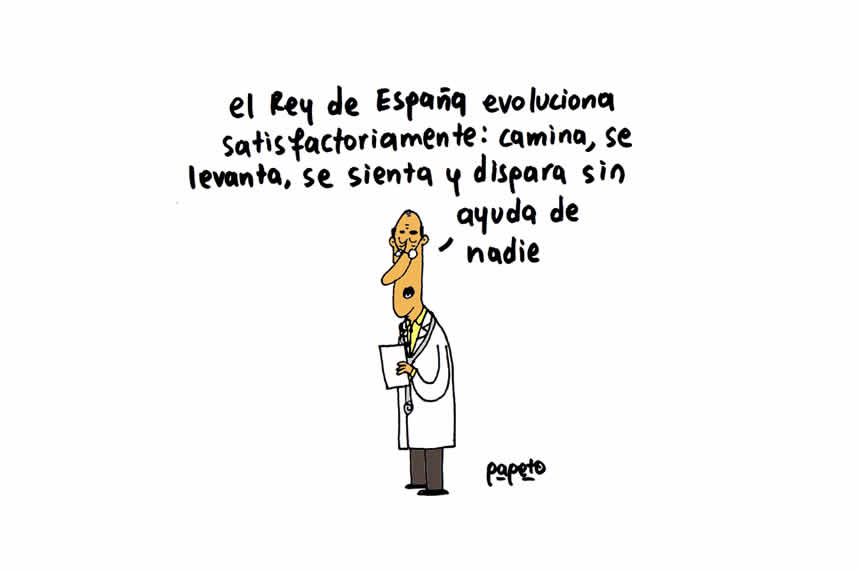 el Rey de España evoluciona
satisfactoriamente: camina, se
levanta, se sienta y dispara sin
ayuda de
nadie
papeto